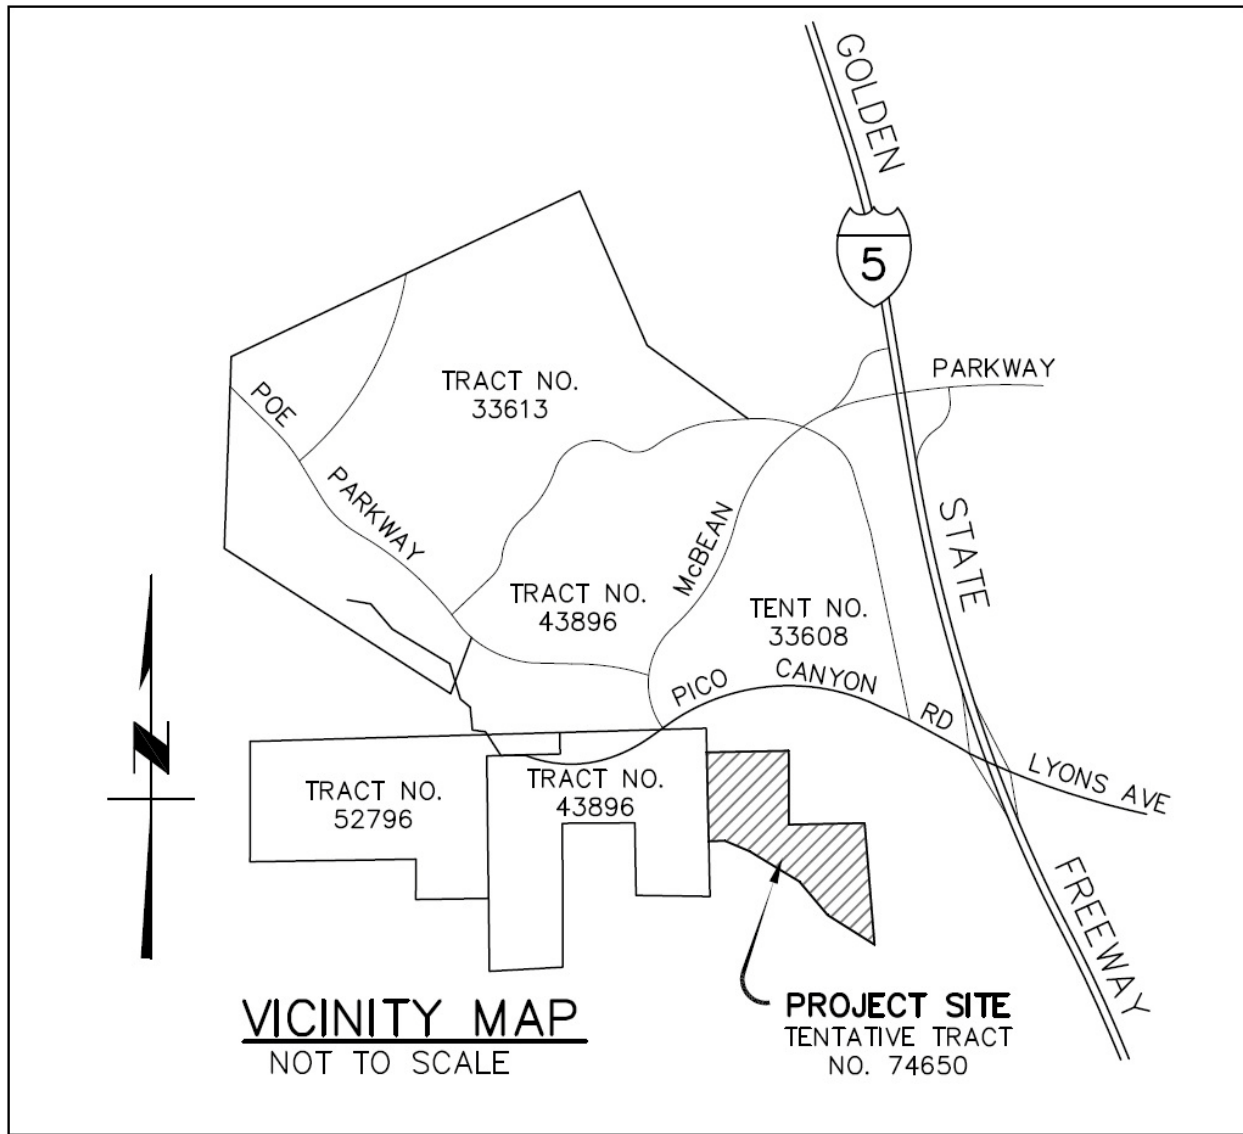 GOLDEN
5
PARKWAY
TRACT NO.
33613
POE
PARKWAY
McBEAN
STATE
TRACT NO.
43896
TENT NO.
33608
PICO CANYON RD
LYONS AVE
N
TRACT NO.
52796
TRACT NO.
43896
FREEWAY
PROJECT SITE
TENTATIVE TRACT
NO. 74650
VICINITY MAP
NOT TO SCALE